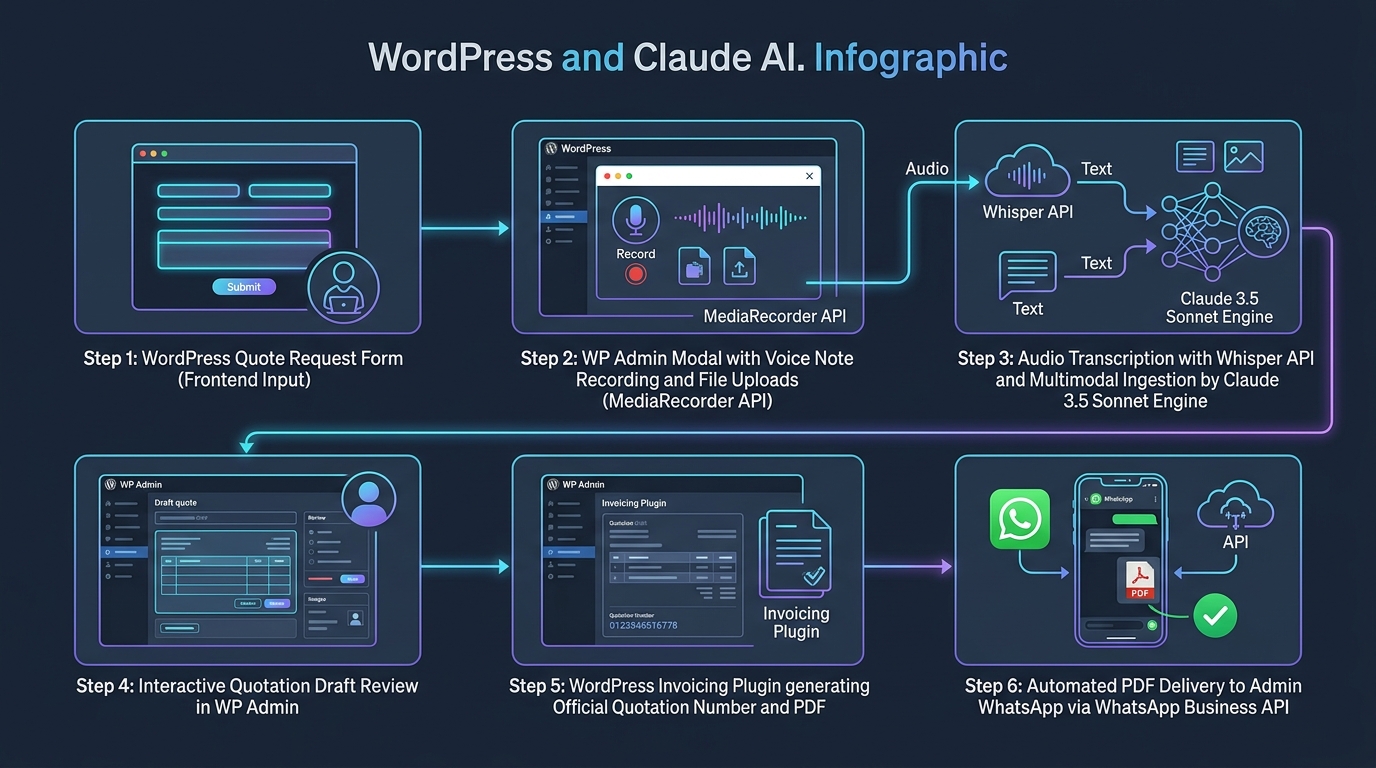 WordPress and Claude AI. Infographic
Submit
Step 1: WordPress Quote Request Form
(Frontend Input)
WordPress
Record
MediaRecorder API
Step 2: WP Admin Modal with Voice Note
Recording and File Uploads
(MediaRecorder API)
Audio
Whisper API
Text
Text
Text
Claude 3.5
Sonnet Engine
Step 3: Audio Transcription with Whisper API
and Multimodal Ingestion by Claude
3.5 Sonnet Engine
WP Admin
Draft quote
Step 4: Interactive Quotation Draft Review
in WP Admin
WP Admin
Inveicing Plugin
Invoicing
Plugin
Step 5: WordPress Invoicing Plugin generating
Official Quotation Number and PDF
WhatsApp
PDF
API
Step 6: Automated PDF Delivery to Admin
WhatsApp via WhatsApp Business API